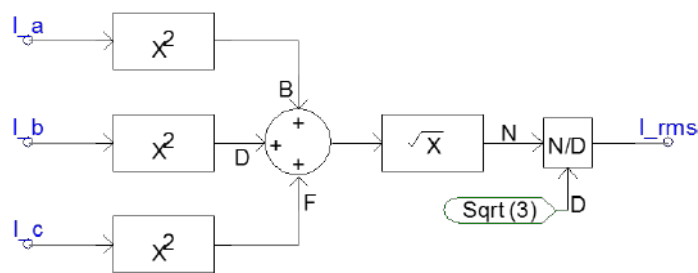 I_a
X²
B
I_b
X²
D
+
+
+
√X
N
N/D
I_rms
F
Sqrt (3)
D
I_c
X²